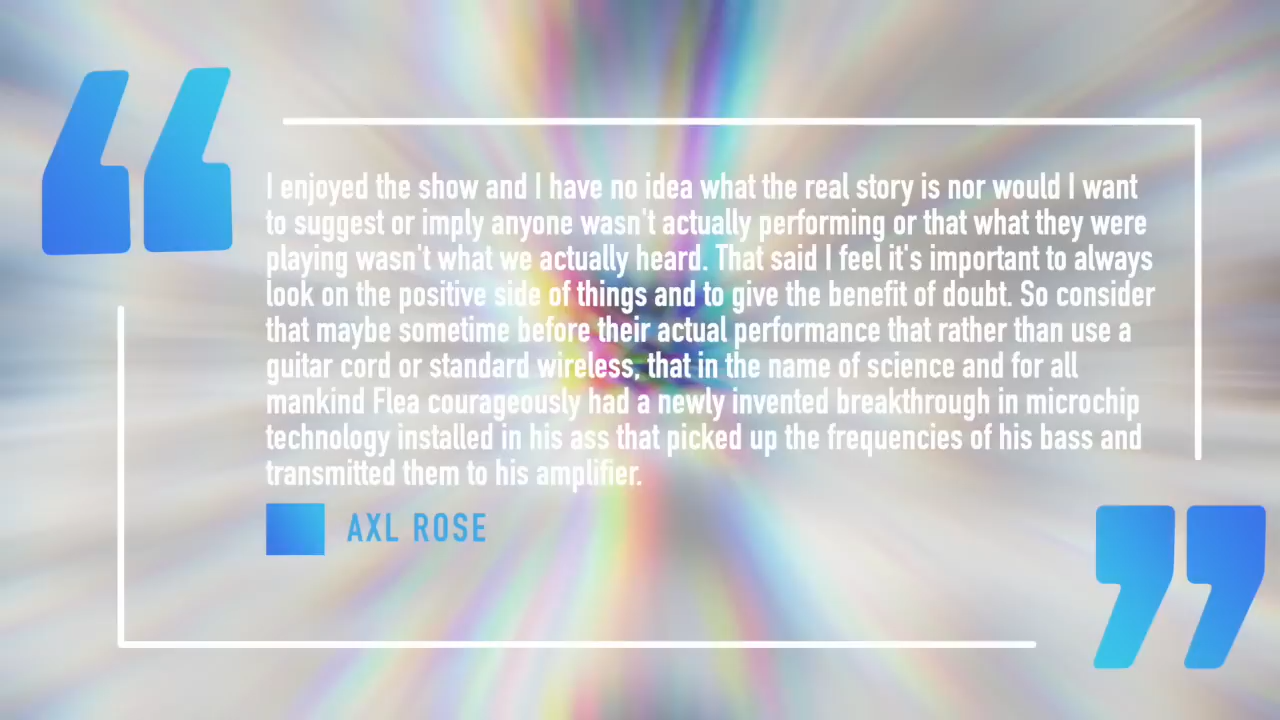 I enjoyed the show and I have no idea what the real story is nor would I want
to suggest or imply anyone wasn't actually performing or that what they were
playing wasn't what we actually heard. That said I feel it's important to always
look on the positive side of things and to give the benefit of doubt. So consider
that maybe sometime before their actual performance that rather than use a
guitar cord or standard wireless, that in the name of science and for all
mankind Flea courageously had a newly invented breakthrough in microchip
technology installed in his ass that picked up the frequencies of his bass and
transmitted them to his amplifier.
AXL ROSE